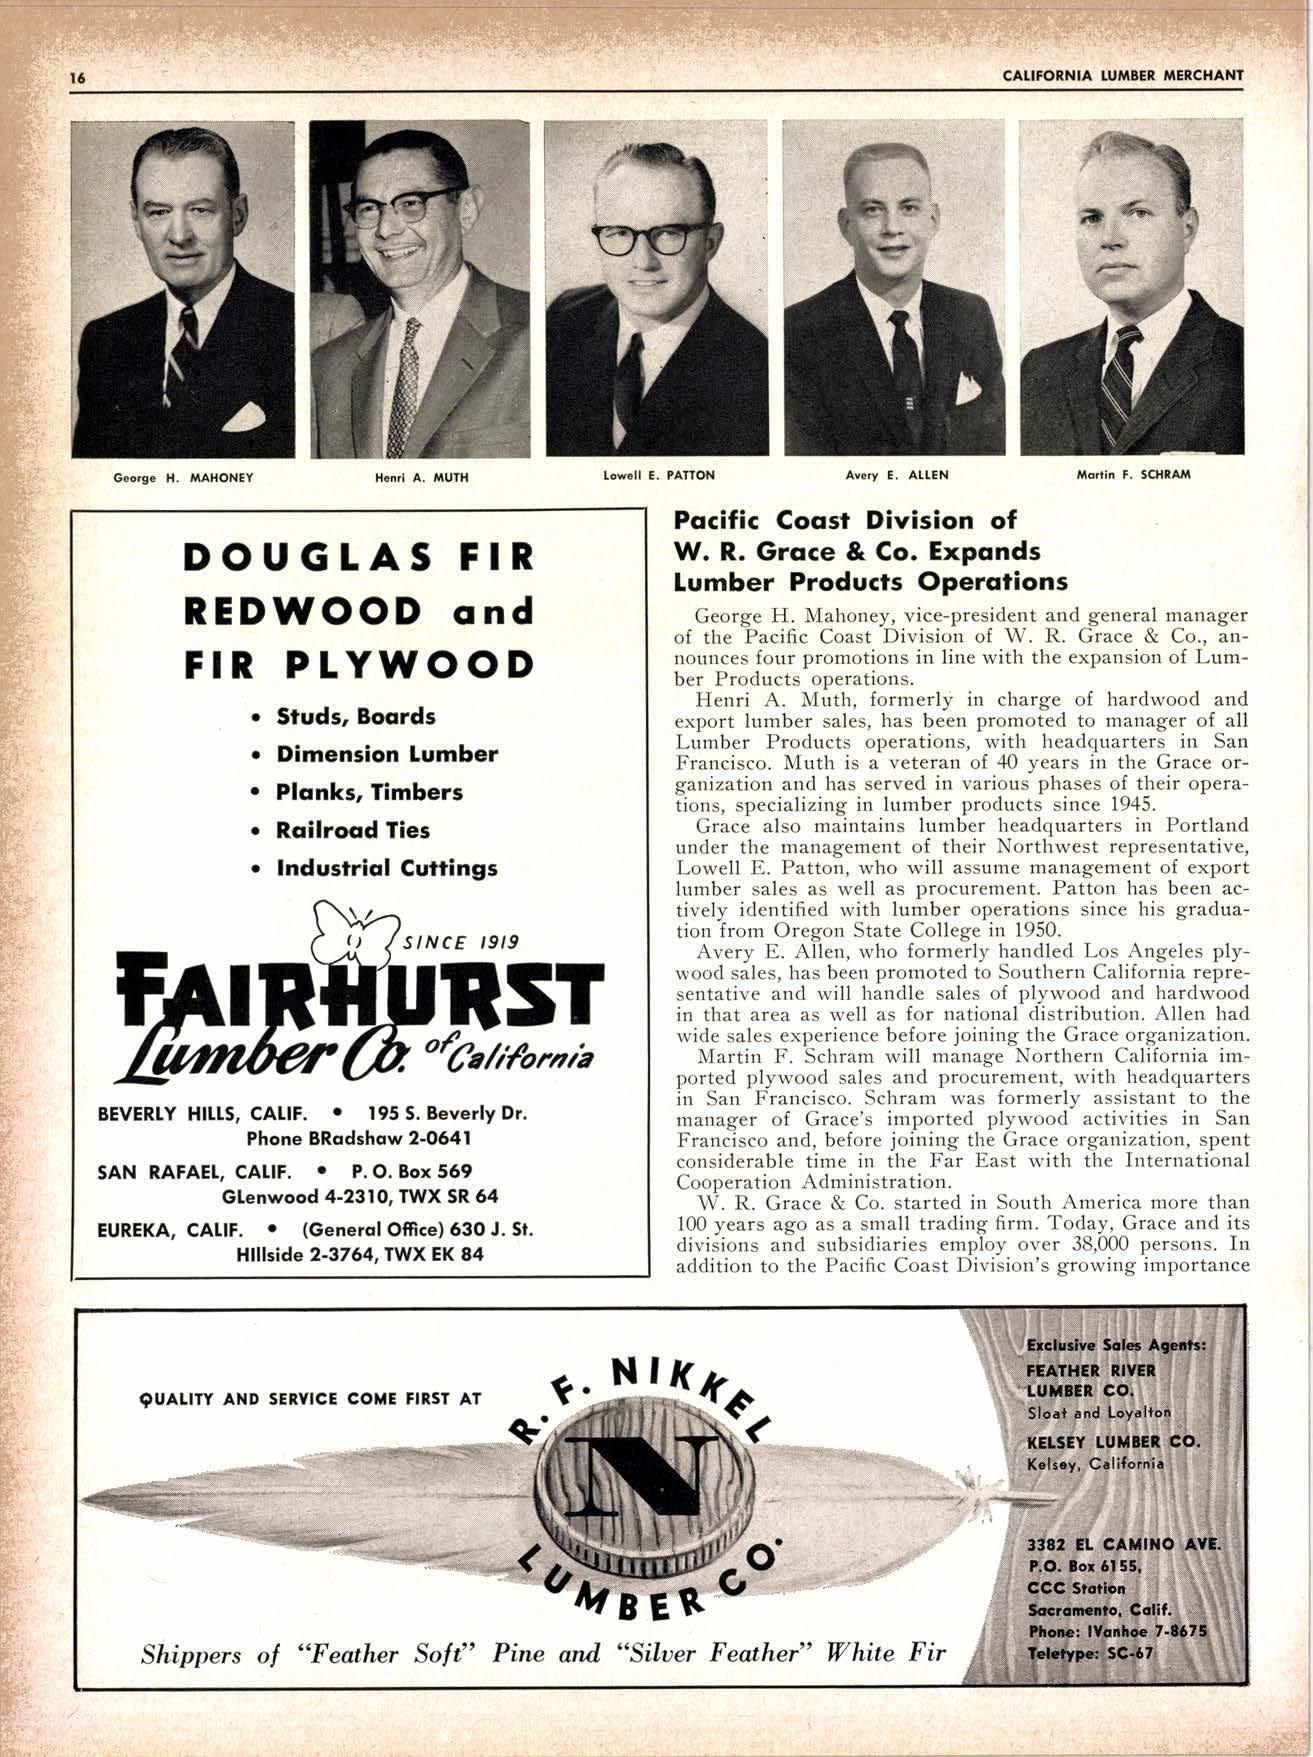 16
CALIFORNIA LUMBER MERCHANT
George H. MAHONEY
Henri A. MUTH
Lowell E. PATTON
Avery E. ALLEN
Martin F. SCHRAM
DOUGLAS FIR
REDWOOD and
FIR PLYWOOD
• Studs, Boards
• Dimension Lumber
• Planks, Timbers
• Railroad Ties
• Industrial Cuttings
SINCE 1919
FAIRHURST
Lumber Co. of California
BEVERLY HILLS, CALIF. • 195 S. Beverly Dr.
Phone BRadshaw 2-0641
SAN RAFAEL, CALIF. • P. O. Box 569
GLenwood 4-2310, TWX SR 64
EUREKA, CALIF. • (General Office) 630 J. St.
HIllside 2-3764, TWX EK 84
Pacific Coast Division of
W. R. Grace & Co. Expands
Lumber Products Operations
George H. Mahoney, vice-president and general manager
of the Pacific Coast Division of W. R. Grace & Co., an-
nounces four promotions in line with the expansion of Lum-
ber Products operations.
Henri A. Muth, formerly in charge of hardwood and
export lumber sales, has been promoted to manager of all
Lumber Products operations, with headquarters in San
Francisco. Muth is a veteran of 40 years in the Grace or-
ganization and has served in various phases of their opera-
tions, specializing in lumber products since 1945.
Grace also maintains lumber headquarters in Portland
under the management of their Northwest representative,
Lowell E. Patton, who will assume management of export
lumber sales as well as procurement. Patton has been ac-
tively identified with lumber operations since his gradua-
tion from Oregon State College in 1950.
Avery E. Allen, who formerly handled Los Angeles ply-
wood sales, has been promoted to Southern California repre-
sentative and will handle sales of plywood and hardwood
in that area as well as for national distribution. Allen had
wide sales experience before joining the Grace organization.
Martin F. Schram will manage Northern California im-
ported plywood sales and procurement, with headquarters
in San Francisco. Schram was formerly assistant to the
manager of Grace's imported plywood activities in San
Francisco and, before joining the Grace organization, spent
considerable time in the Far East with the International
Cooperation Administration.
W. R. Grace & Co. started in South America more than
100 years ago as a small trading firm. Today, Grace and its
divisions and subsidiaries employ over 38,000 persons. In
addition to the Pacific Coast Division's growing importance
QUALITY AND SERVICE COME FIRST AT
R. F. NIKKEL
N
LUMBER CO.
Shippers of "Feather Soft" Pine and "Silver Feather" White Fir
Exclusive Sales Agents:
FEATHER RIVER
LUMBER CO.
Sloat and Loyalton
KELSEY LUMBER CO.
Kelsey, California
3382 EL CAMINO AVE.
P.O. Box 6155,
CCC Station
Sacramento, Calif.
Phone: IVanhoe 7-8675
Teletype: SC-67